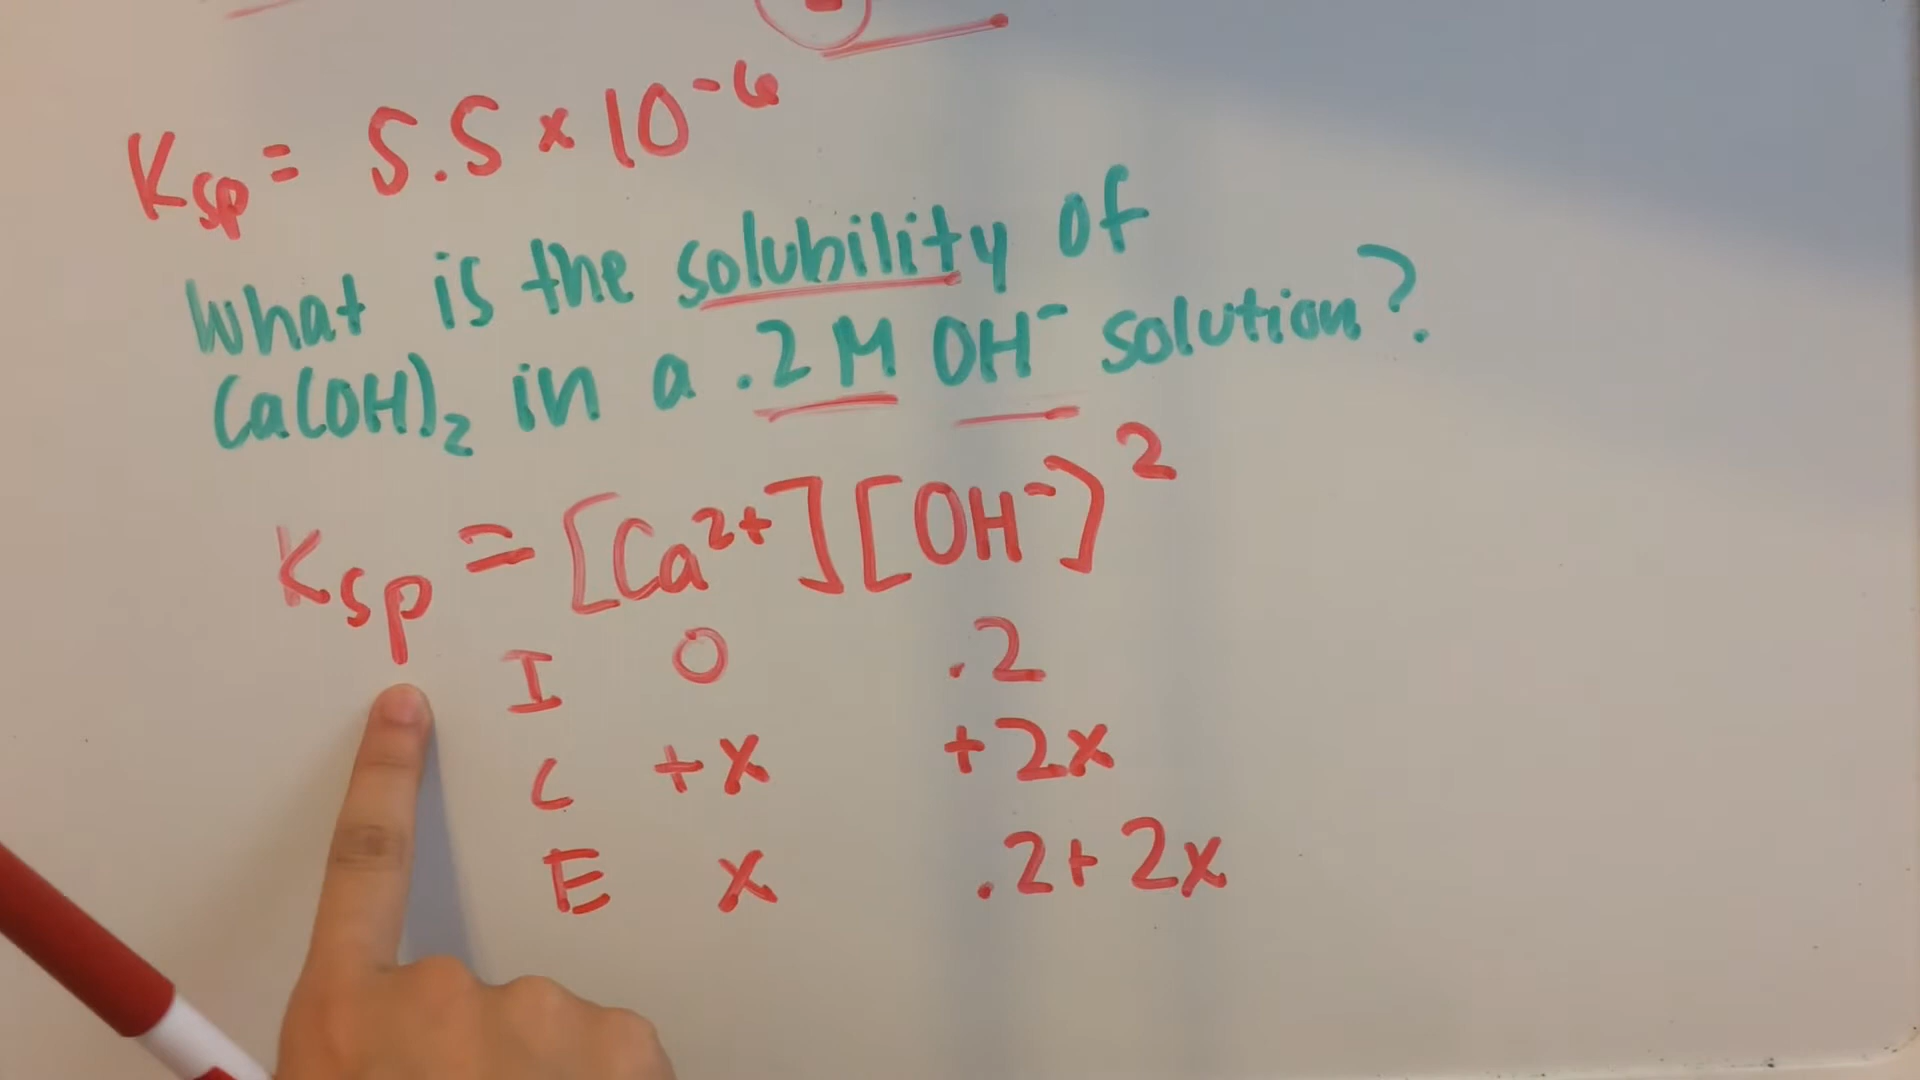 Ksp = 5.5 × 10⁻⁶
What is the solubility of
Ca(OH)₂ in a .2 M OH⁻ solution?
Ksp = [Ca²⁺][OH⁻]²
I 0 .2
C +x +2x
E x .2+2x